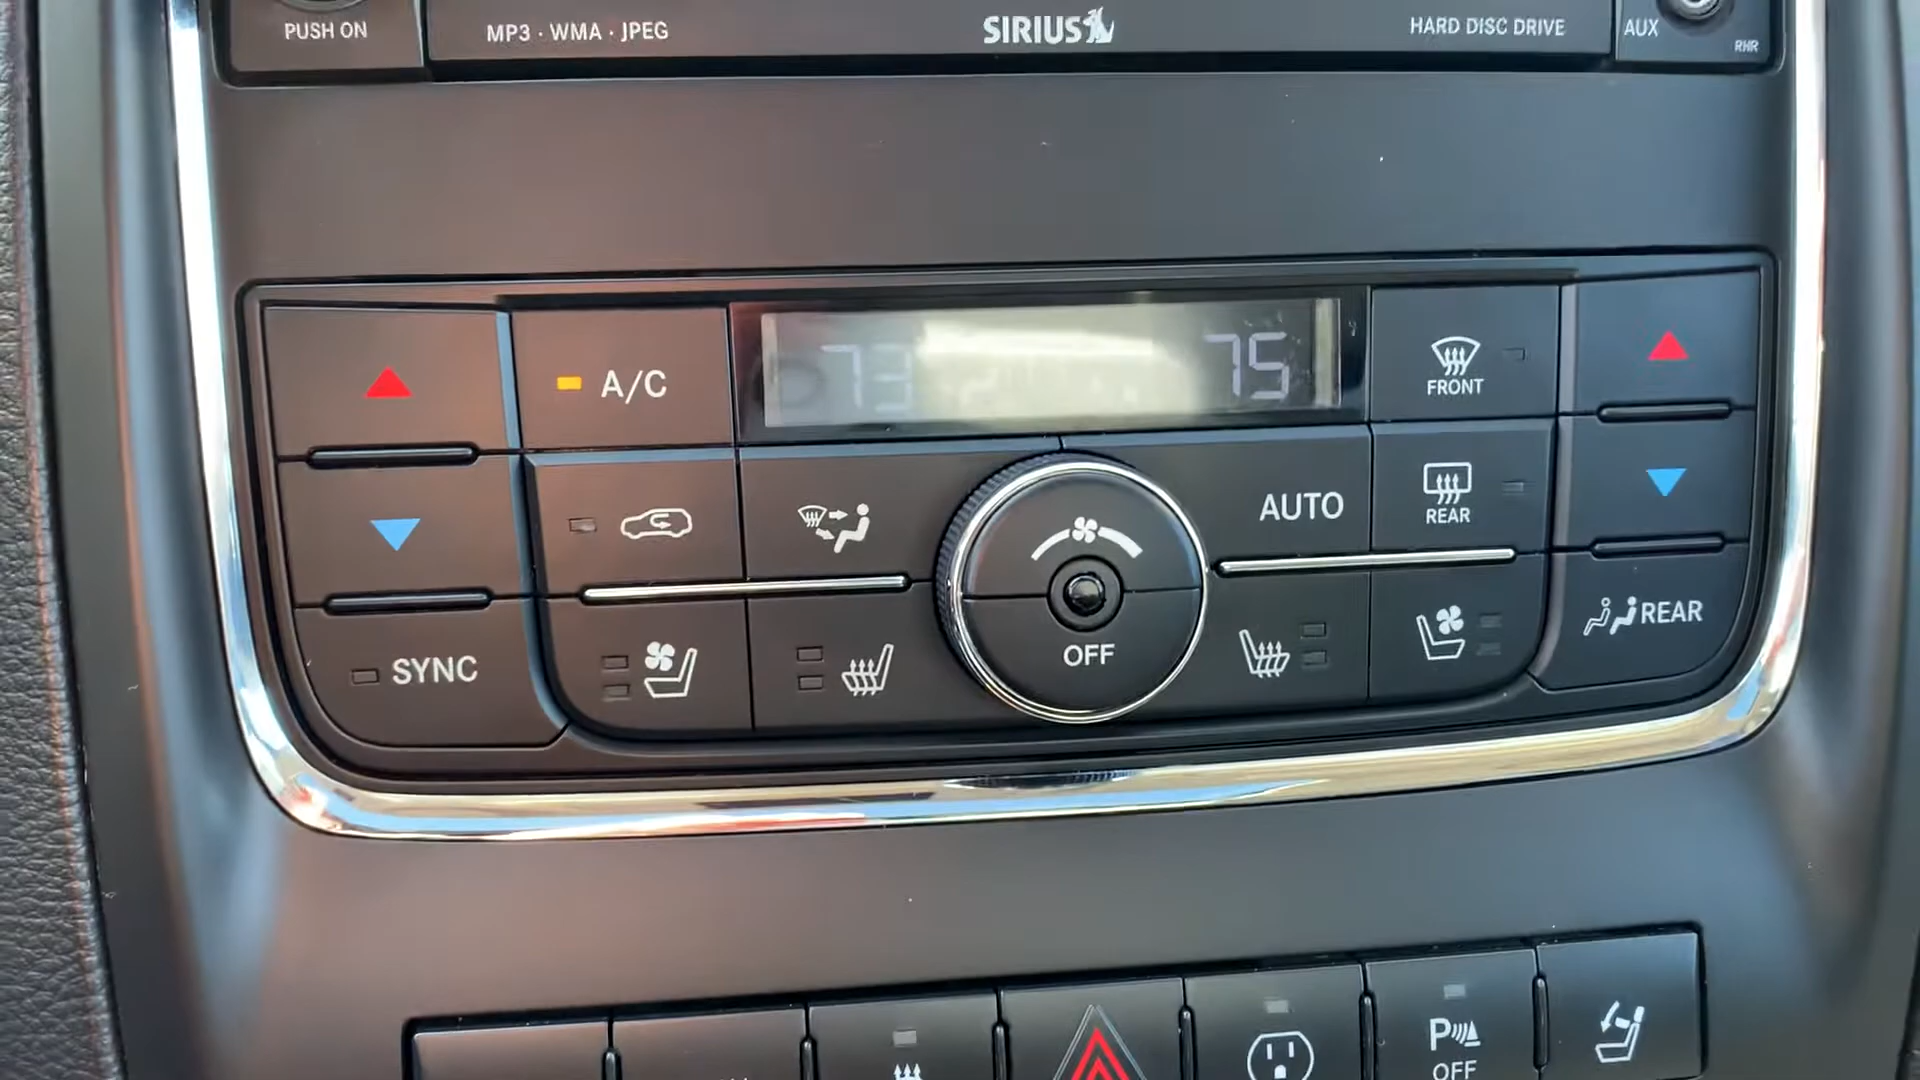 PUSH ON
MP3 · WMA · JPEG
SIRIUS
HARD DISC DRIVE
AUX
RHR
A/C
73
75
FRONT
AUTO
REAR
SYNC
OFF
REAR
P
OFF